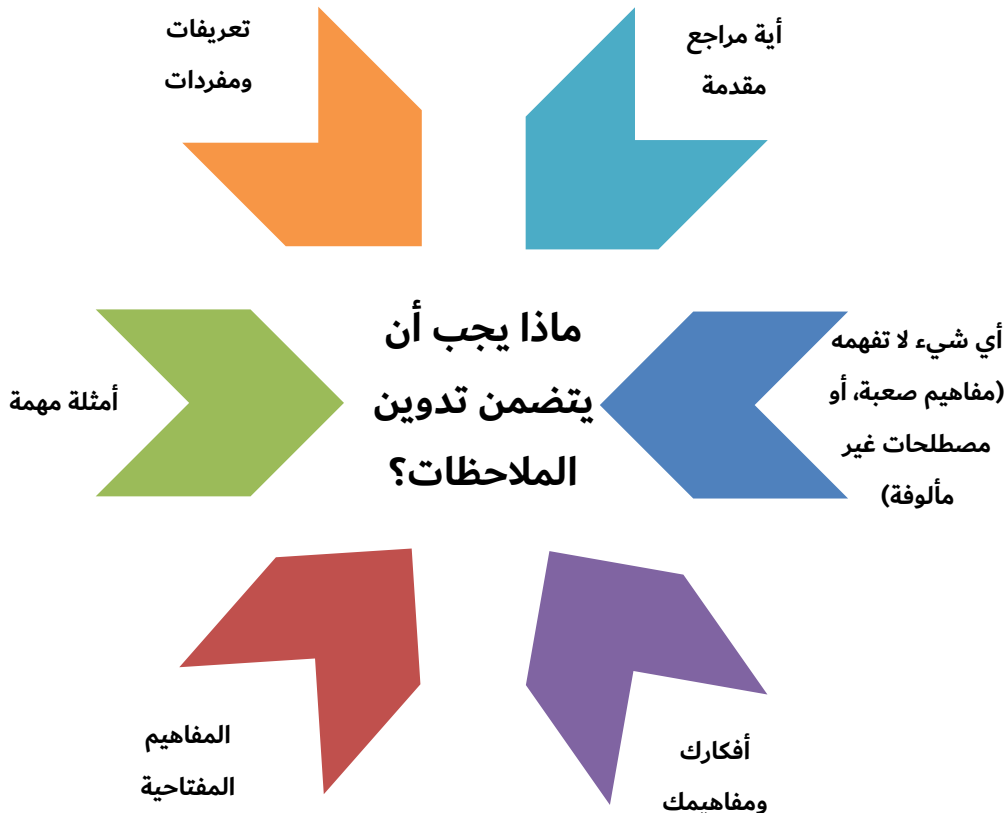 أية مراجع
مقدمة
تعريفات
ومفردات
ماذا يجب أن
يتضمن تدوين
الملاحظات؟
أي شيء لا تفهمه
(مفاهيم صعبة، أو
مصطلحات غير
مألوفة)
أمثلة مهمة
أفكارك
ومفاهيمك
المفاهيم
المفتاحية